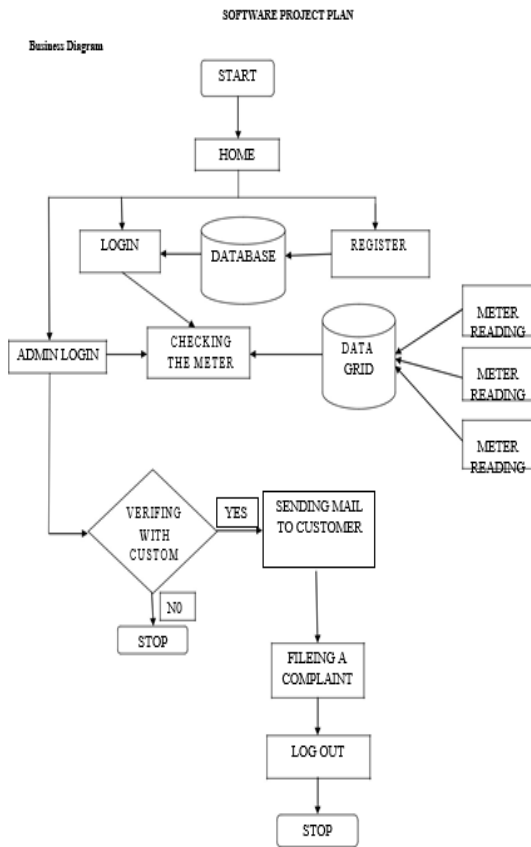 SOFTWARE PROJECT PLAN
Business Diagram
START
HOME
LOGIN
DATABASE
REGISTER
ADMIN LOGIN
CHECKING
THE METER
DATA
GRID
METER
READING
METER
READING
METER
READING
VERIFING
WITH
CUSTOM
YES
SENDING MAIL
TO CUSTOMER
N0
STOP
FILEING A
COMPLAINT
LOG OUT
STOP